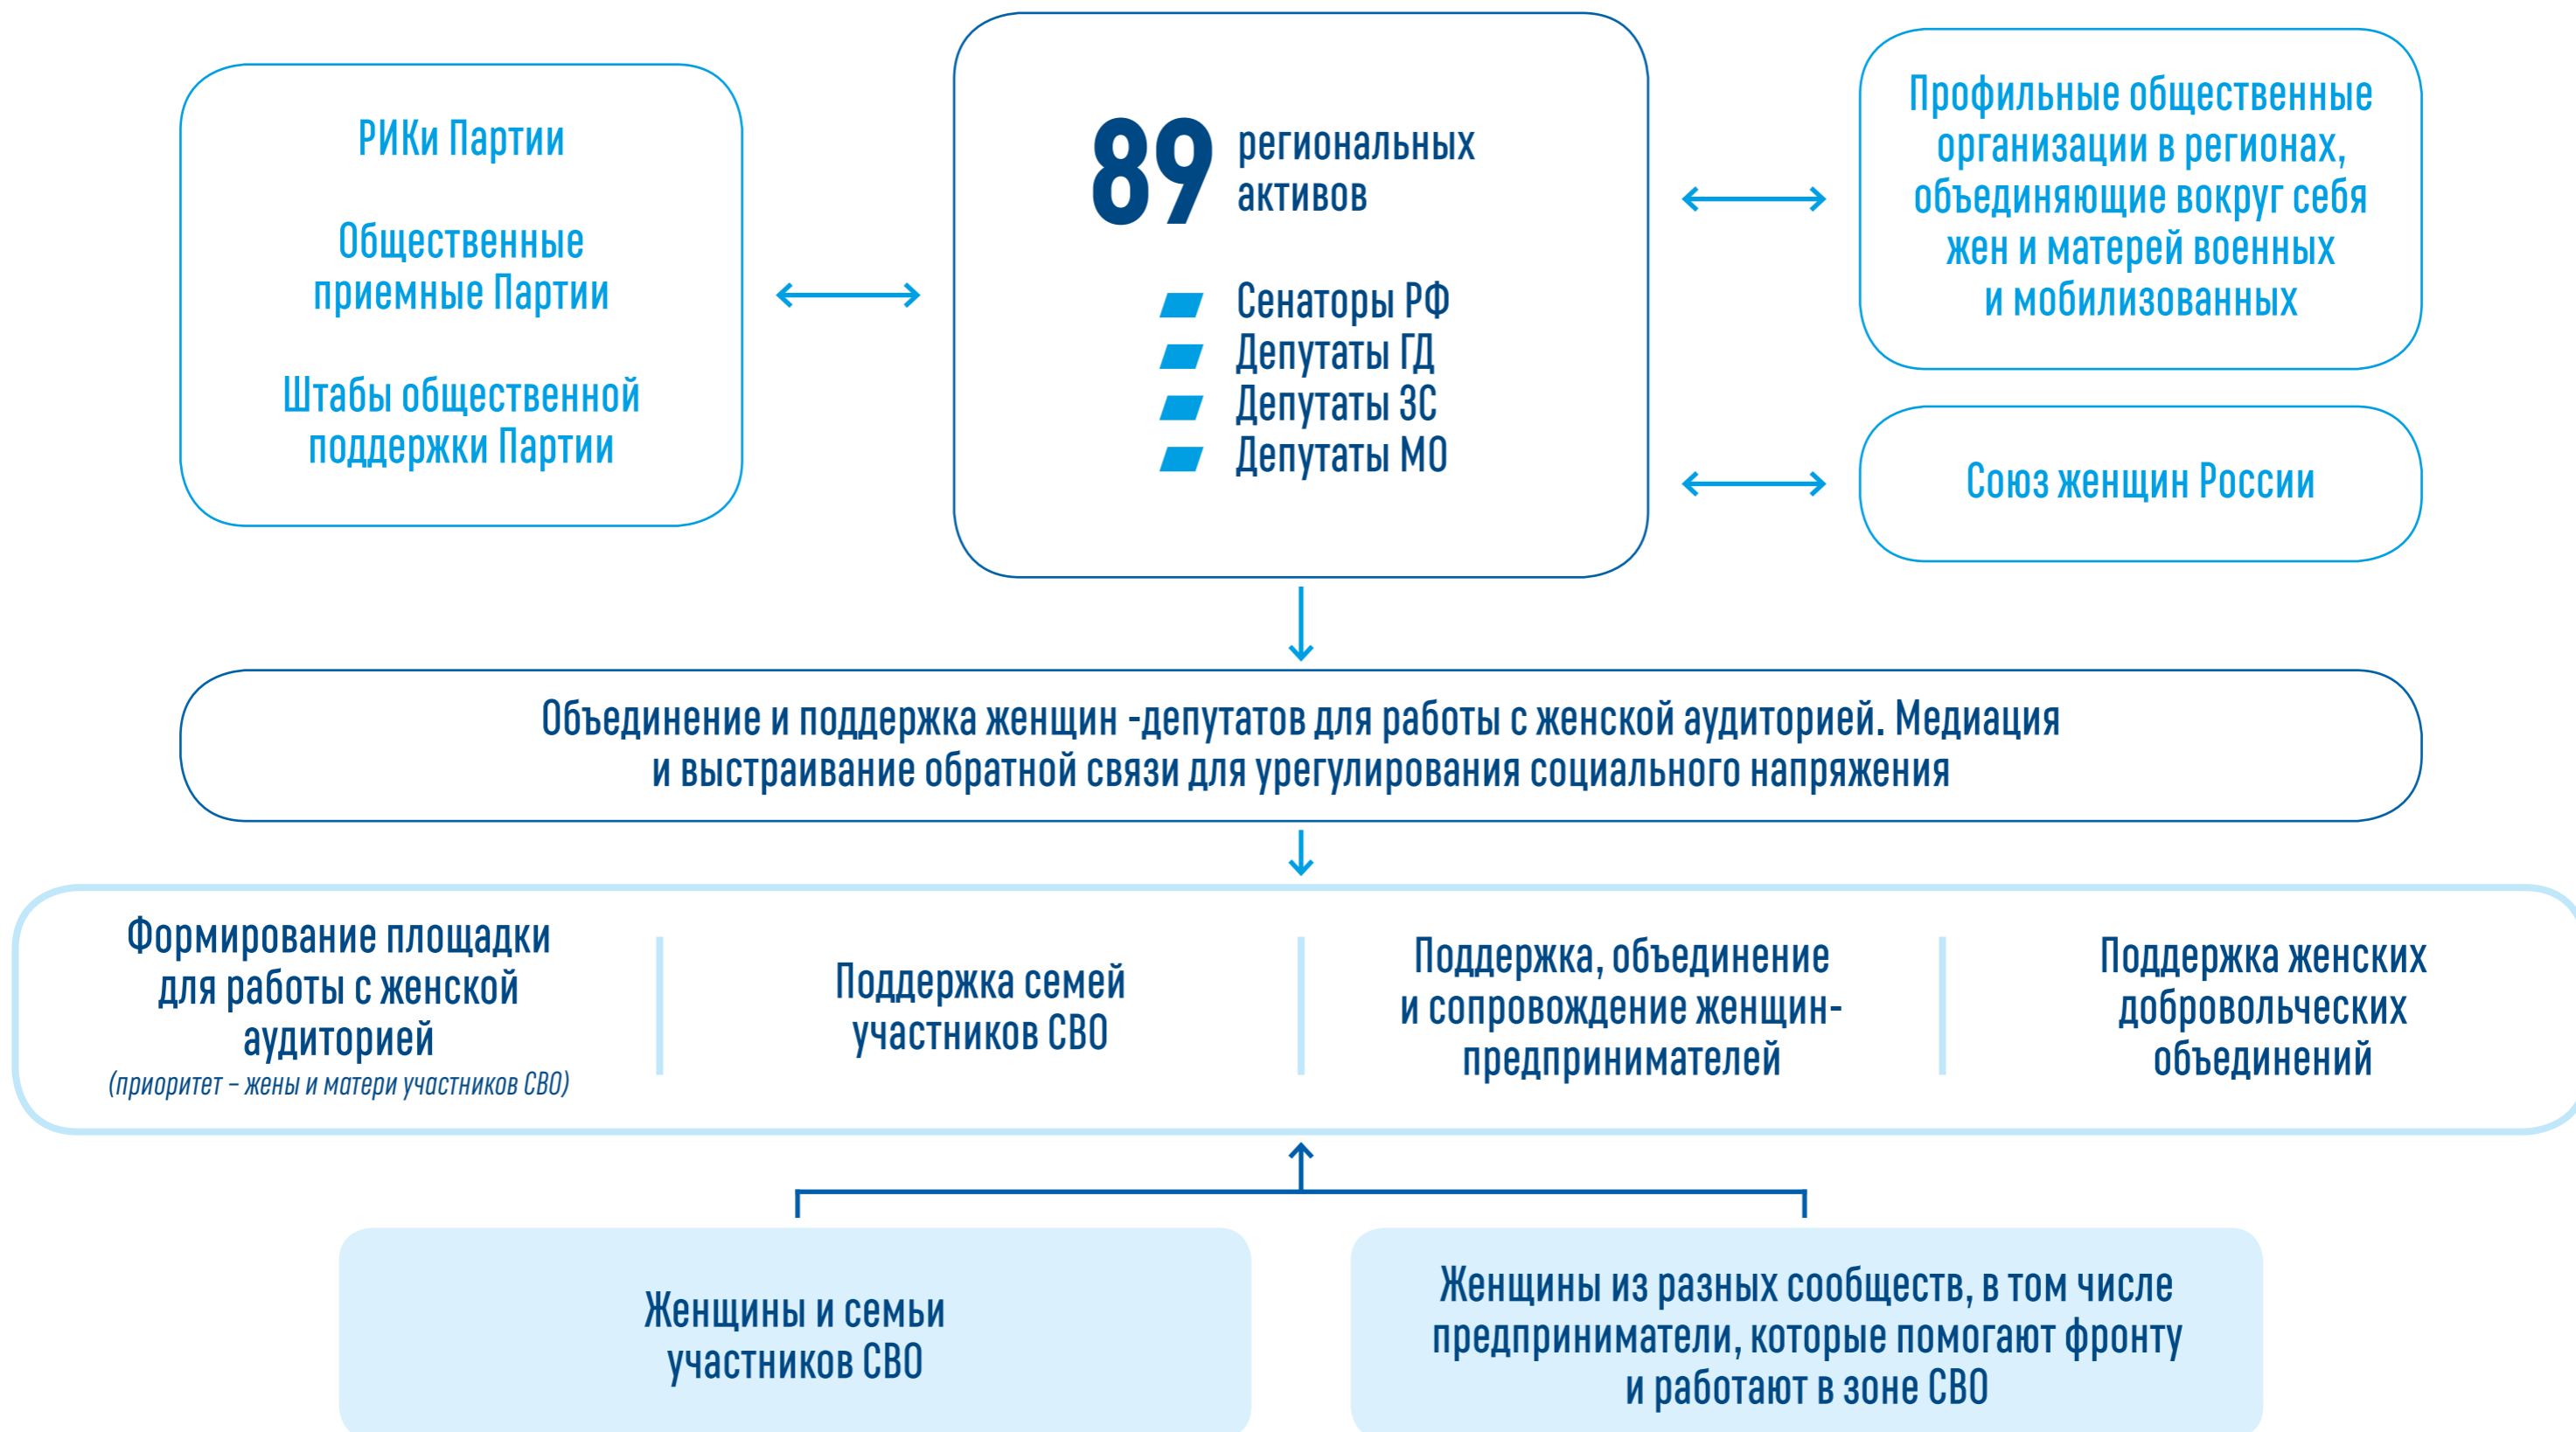 РИКи Партии
Общественные
приемные Партии
Штабы общественной
поддержки Партии
89 региональных
активов
Сенаторы РФ
Депутаты ГД
Депутаты ЗС
Депутаты МО
Профильные общественные
организации в регионах,
объединяющие вокруг себя
жен и матерей военных
и мобилизованных
Союз женщин России
Объединение и поддержка женщин -депутатов для работы с женской аудиторией. Медиация
и выстраивание обратной связи для урегулирования социального напряжения
Формирование площадки
для работы с женской
аудиторией
(приоритет – жены и матери участников СВО)
Поддержка семей
участников СВО
Поддержка, объединение
и сопровождение женщин-
предпринимателей
Поддержка женских
добровольческих
объединений
Женщины и семьи
участников СВО
Женщины из разных сообществ, в том числе
предприниматели, которые помогают фронту
и работают в зоне СВО